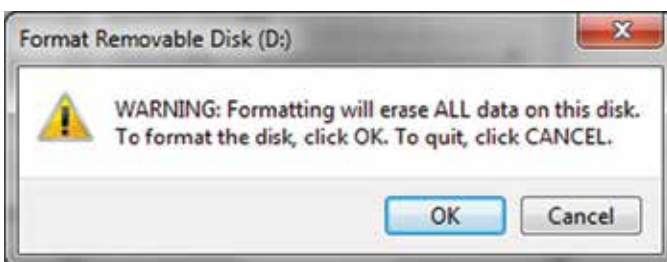 Format Removable Disk (D:)
WARNING: Formatting will erase ALL data on this disk.
To format the disk, click OK. To quit, click CANCEL.
OK Cancel